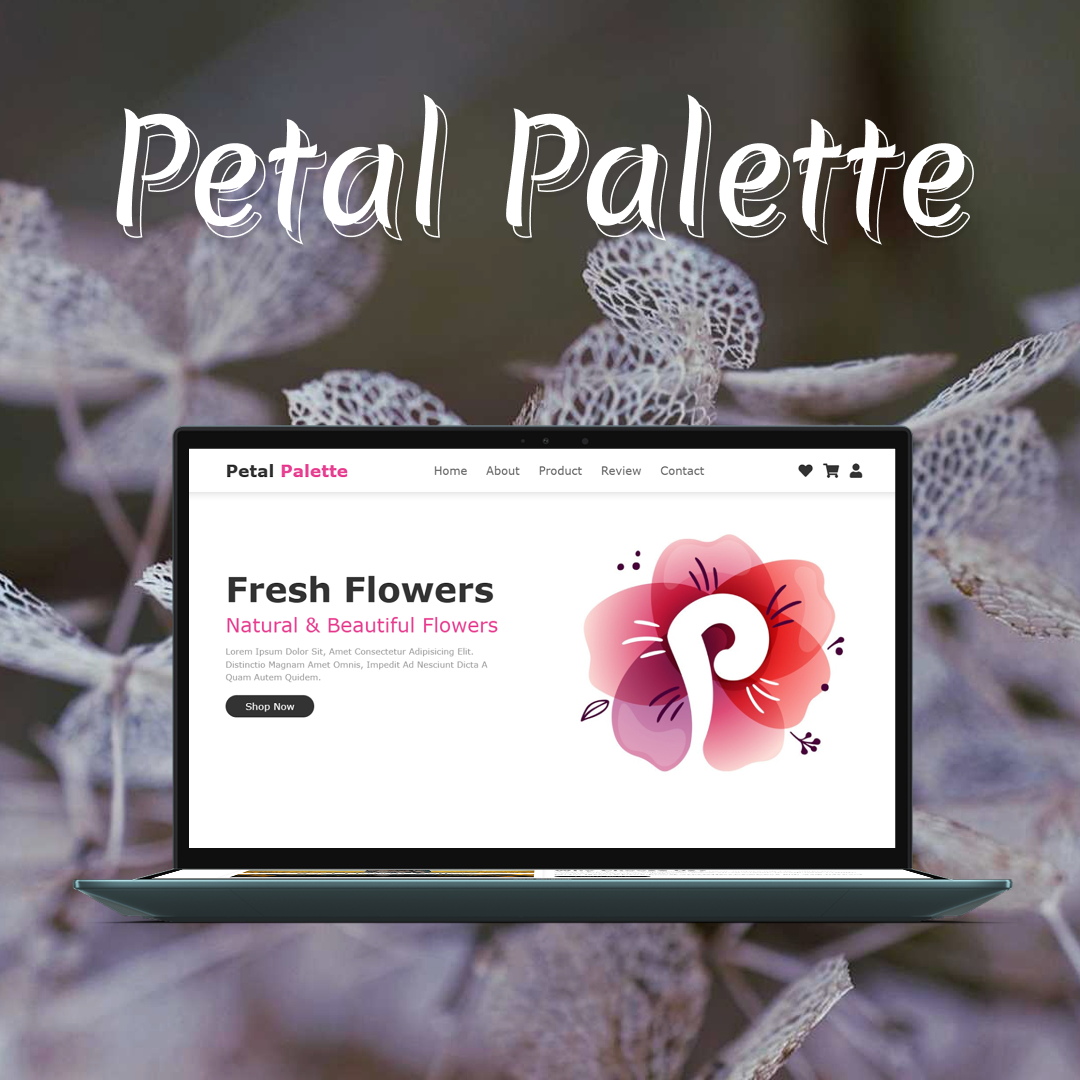 Petal Palette
Petal Palette
Home About Product Review Contact
Fresh Flowers
Natural & Beautiful Flowers
Lorem Ipsum Dolor Sit, Amet Consectetur Adipisicing Elit.
Distinctio Magnam Amet Omnis, Impedit Ad Nesciunt Dicta A
Quam Autem Quidem.
Shop Now
P